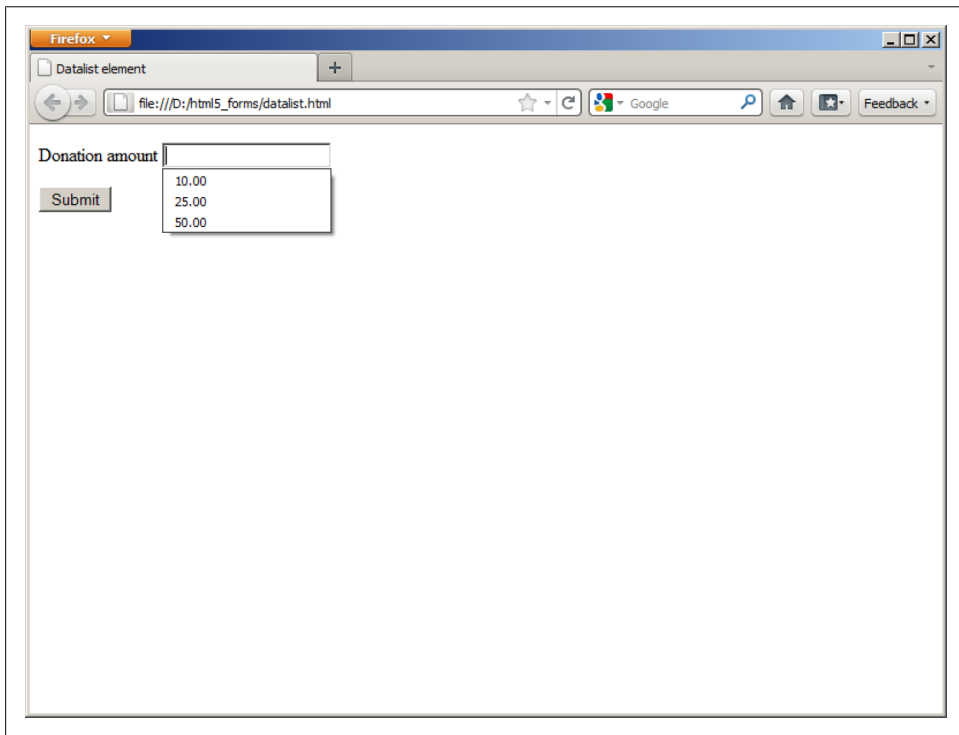 Firefox
Datalist element
file:///D:/html5_forms/datalist.html
Google
Feedback
Donation amount
10.00
Submit
25.00
50.00